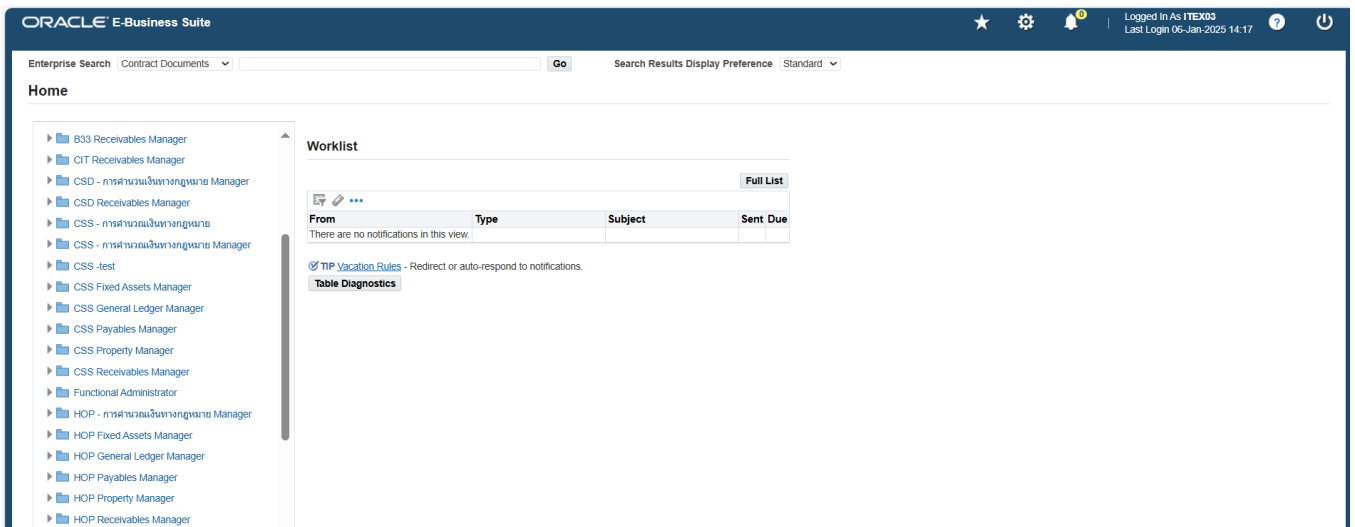 ORACLE E-Business Suite
0
Logged In As ITEX03
Last Login 06-Jan-2025 14:17
?
Enterprise Search Contract Documents Go Search Results Display Preference Standard
Home
B33 Receivables Manager
CIT Receivables Manager
CSD - การคำนวนเงินทางกฎหมาย Manager
CSD Receivables Manager
CSS - การคำนวณเงินทางกฎหมาย
CSS - การคำนวณเงินทางกฎหมาย Manager
CSS -test
CSS Fixed Assets Manager
CSS General Ledger Manager
CSS Payables Manager
CSS Property Manager
CSS Receivables Manager
Functional Administrator
HOP - การคำนวณเงินทางกฎหมาย Manager
HOP Fixed Assets Manager
HOP General Ledger Manager
HOP Payables Manager
HOP Property Manager
HOP Receivables Manager
Worklist
Full List
From Type Subject Sent Due
There are no notifications in this view.
TIP Vacation Rules - Redirect or auto-respond to notifications.
Table Diagnostics